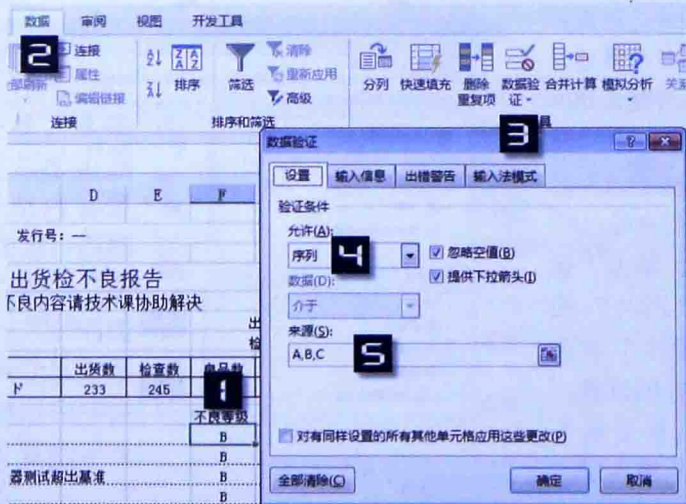 数据 审阅 视图 开发工具
2
连接
属性
编辑链接
连接
排序
筛选
清除
重新应用
高级
排序和筛选
分列 快速填充 删除重复项 数据验证 合并计算 模拟分析
3
数据验证
设置 输入信息 出错警告 输入法模式
验证条件
允许(A):
序列
4
忽略空值(B)
数据(D):
提供下拉箭头(I)
介于
来源(S):
A,B,C
5
对有同样设置的所有其他单元格应用这些更改(P)
全部清除(C) 确定 取消
D E F
发行号: —
出货检不良报告
不良内容请技术课协助解决
出货数 检查数 良品数
ド 233 245
1
不良等级
B
B
器测试超出基准 B
B